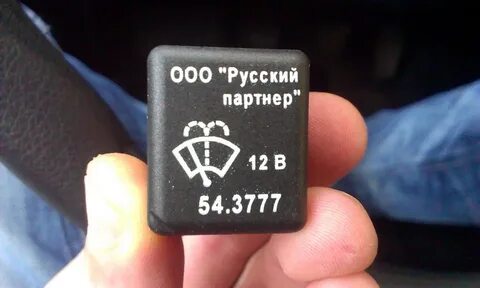 ООО "Русский
партнер"
12 В
54.3777